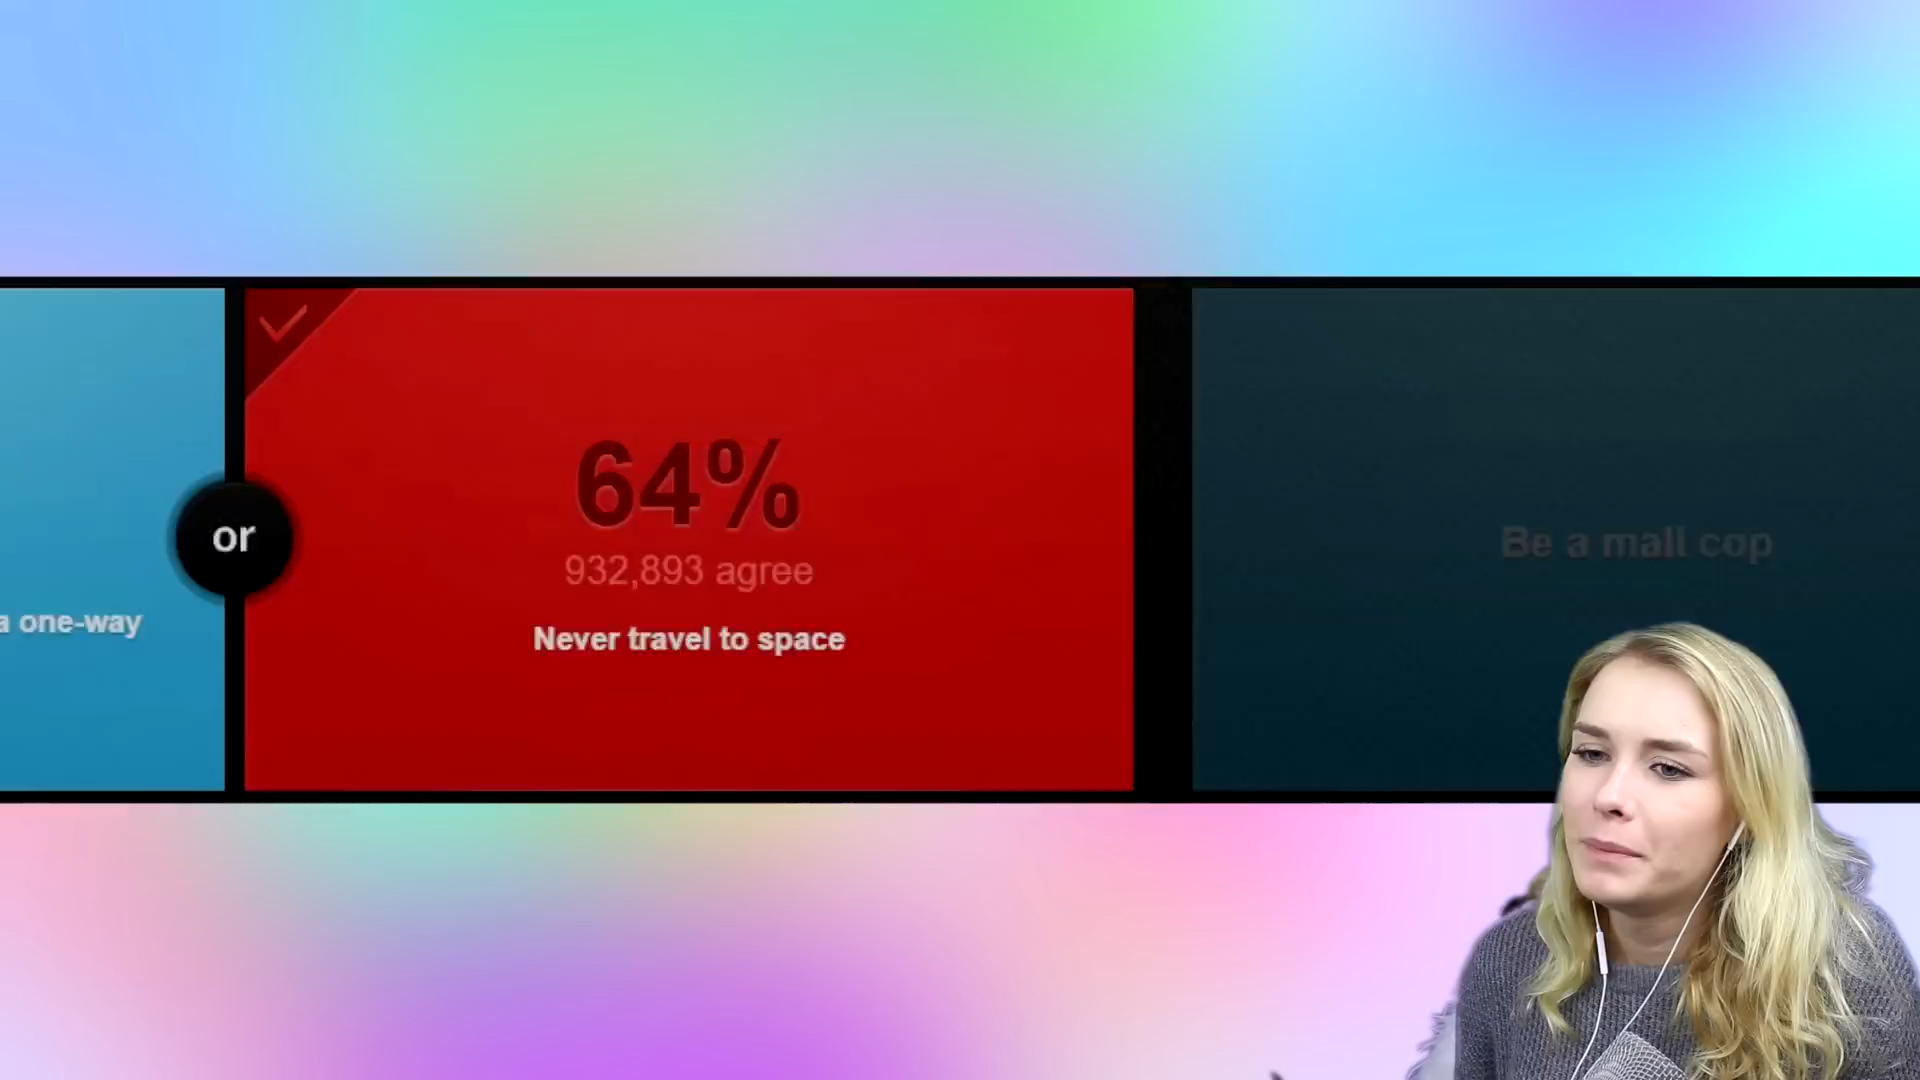 a one-way
or
64%
932,893 agree
Never travel to space
Be a mall cop